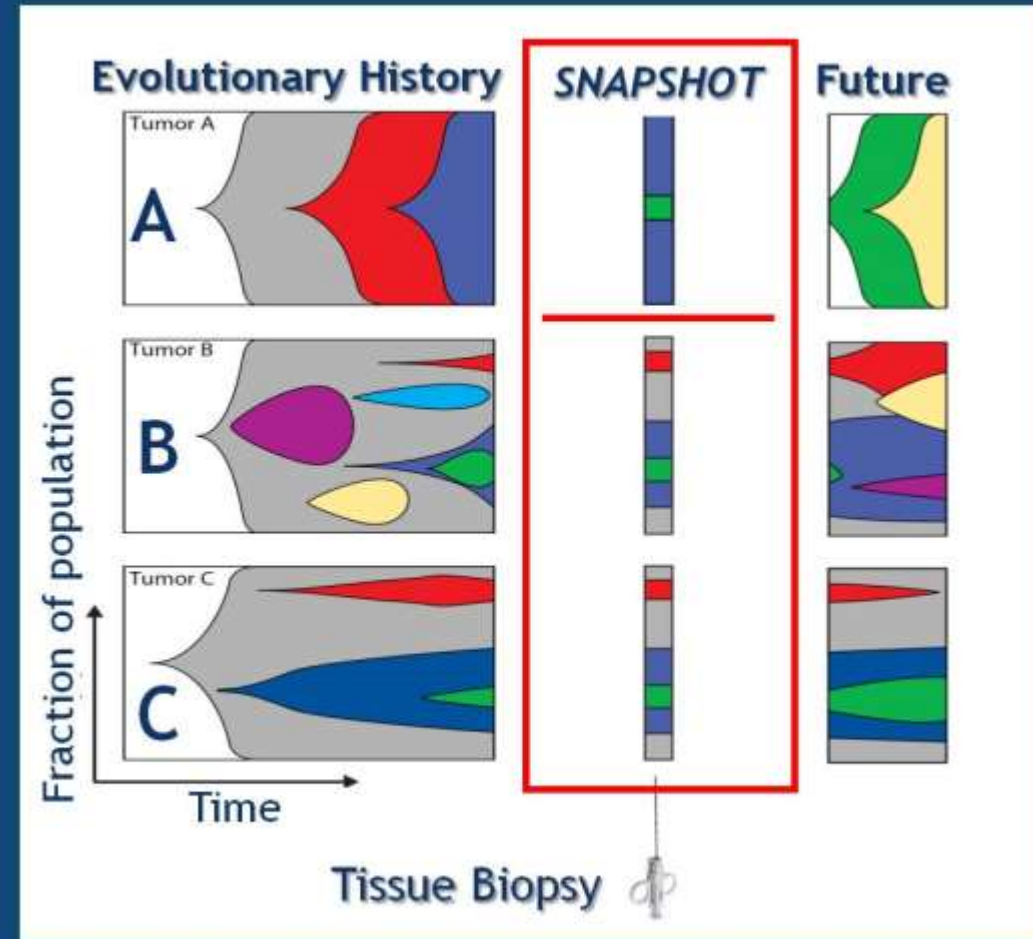 Evolutionary History
SNAPSHOT
Future
Tumor A
A
Tumor B
B
Tumor C
C
Fraction of population
Time
Tissue Biopsy